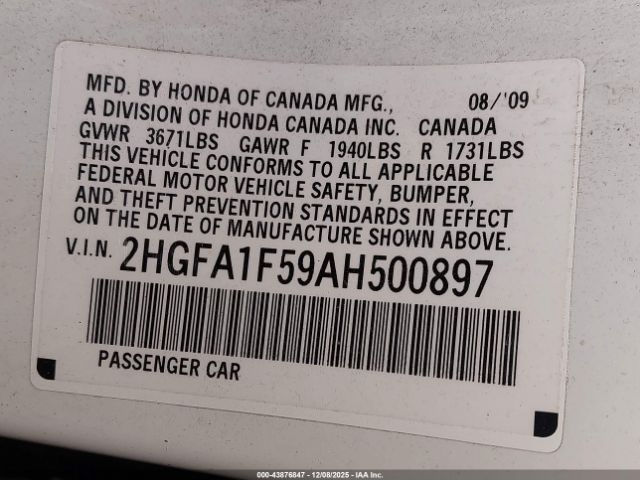 MFD. BY HONDA OF CANADA MFG., 08/'09
A DIVISION OF HONDA CANADA INC. CANADA
GVWR 3671LBS GAWR F 1940LBS R 1731LBS
THIS VEHICLE CONFORMS TO ALL APPLICABLE
FEDERAL MOTOR VEHICLE SAFETY, BUMPER,
AND THEFT PREVENTION STANDARDS IN EFFECT
ON THE DATE OF MANUFACTURE SHOWN ABOVE.
V.I.N. 2HGFA1F59AH500897
PASSENGER CAR
000-43876847 - 12/08/2025 - IAA Inc.